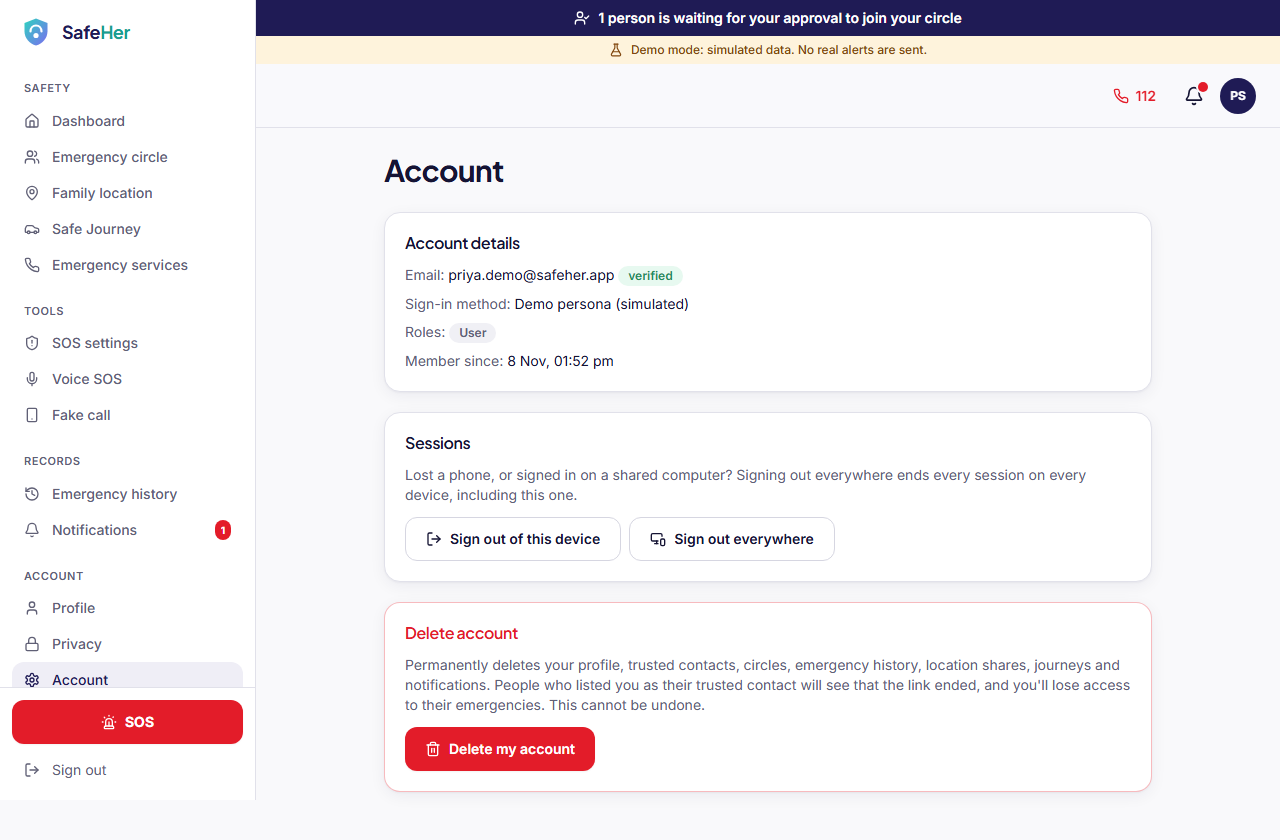 SafeHer
SAFETY
Dashboard
Emergency circle
Family location
Safe Journey
Emergency services
TOOLS
SOS settings
Voice SOS
Fake call
RECORDS
Emergency history
Notifications 1
ACCOUNT
Profile
Privacy
Account
SOS
Sign out
1 person is waiting for your approval to join your circle
Demo mode: simulated data. No real alerts are sent.
112
PS
Account
Account details
Email: priya.demo@safeher.app verified
Sign-in method: Demo persona (simulated)
Roles: User
Member since: 8 Nov, 01:52 pm
Sessions
Lost a phone, or signed in on a shared computer? Signing out everywhere ends every session on every
device, including this one.
Sign out of this device
Sign out everywhere
Delete account
Permanently deletes your profile, trusted contacts, circles, emergency history, location shares, journeys and
notifications. People who listed you as their trusted contact will see that the link ended, and you'll lose access
to their emergencies. This cannot be undone.
Delete my account